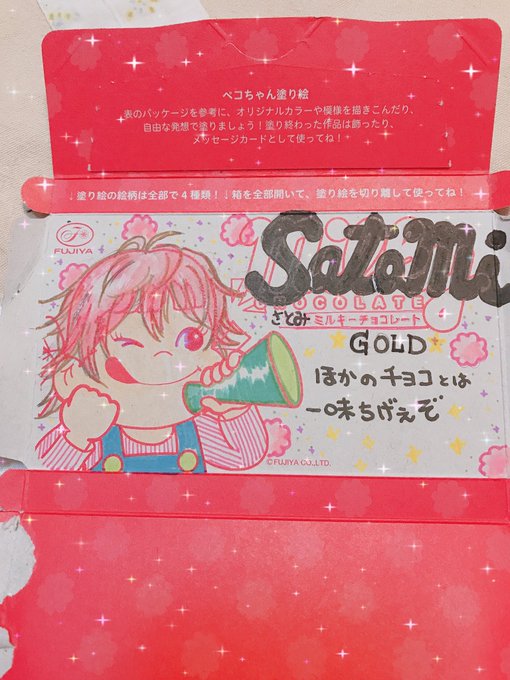 ペコちゃん塗り絵
表のパッケージを参考に、オリジナルカラーや模様を描きこんだり、
自由な発想で塗りましょう！塗り終わった作品は飾ったり、
メッセージカードとして使ってね！
↓塗り絵の絵柄は全部で4種類！↓箱を全部開いて、塗り絵を切り離して使ってね！
F
FUJIYA
SatoMi
CHOCOLATE
さとみ ミルキーチョコレート
GOLD
ほかのチョコとは
一味ちげぇぞ
©FUJIYA CO.,LTD.